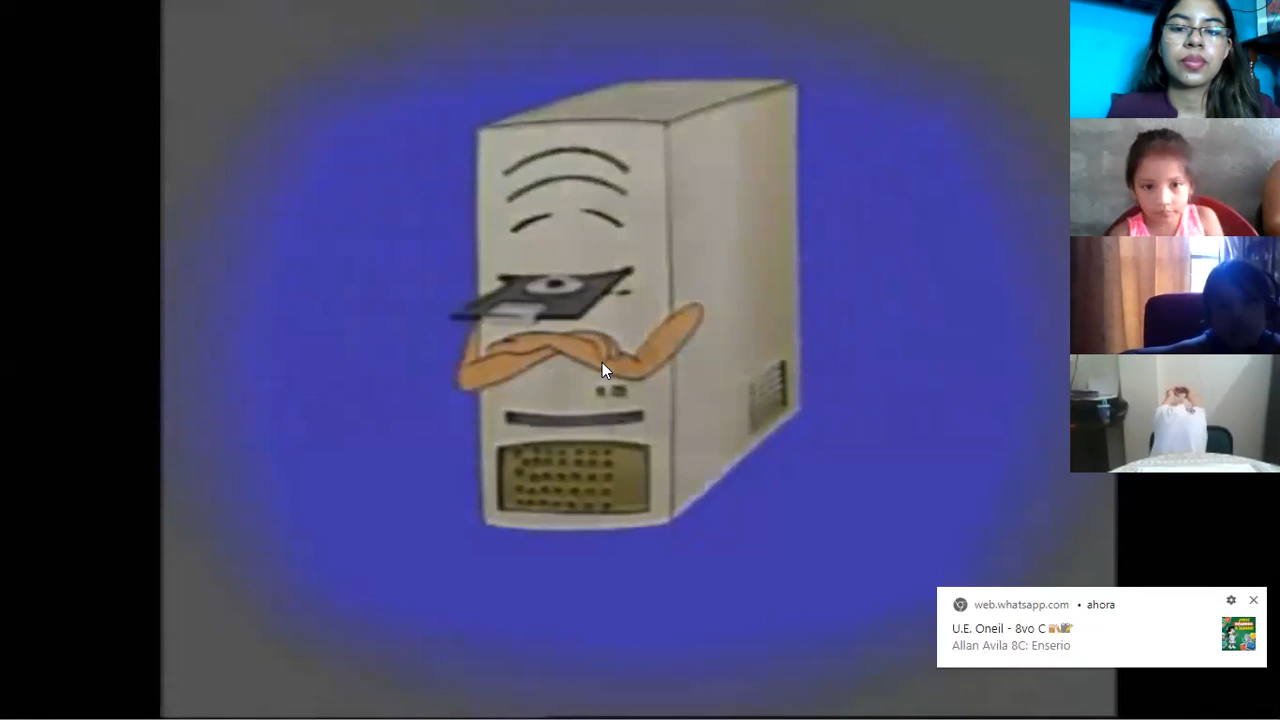 web.whatsapp.com • ahora
U.E. Oneil - 8vo C
Allan Avila 8C: Enserio